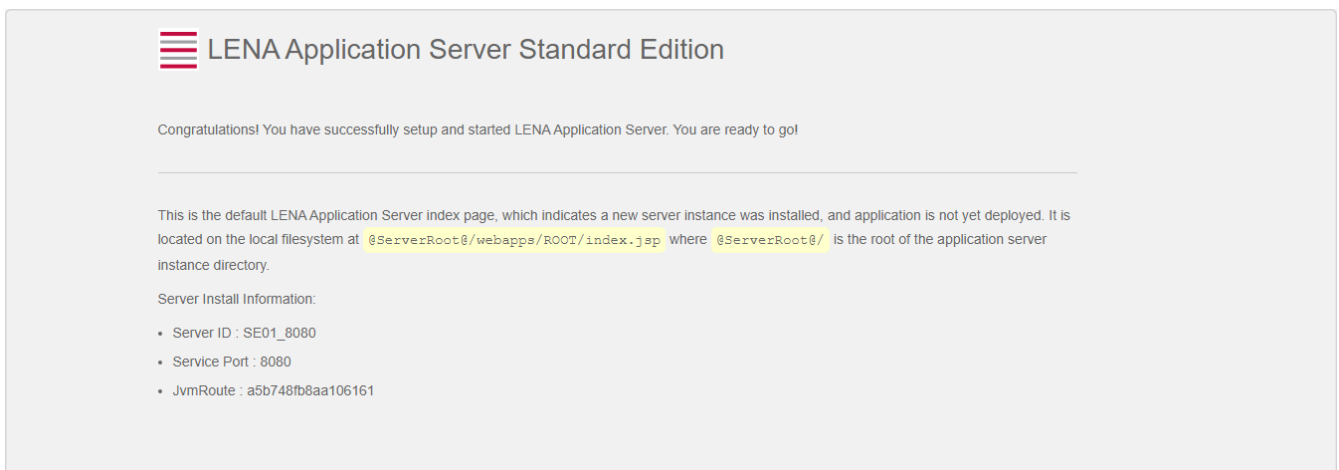 LENA Application Server Standard Edition
Congratulations! You have successfully setup and started LENA Application Server. You are ready to go!
This is the default LENA Application Server index page, which indicates a new server instance was installed, and application is not yet deployed. It is
located on the local filesystem at @ServerRoot@/webapps/ROOT/index.jsp where @ServerRoot@/ is the root of the application server
instance directory.
Server Install Information:
• Server ID : SE01_8080
• Service Port : 8080
• JvmRoute : a5b748fb8aa106161